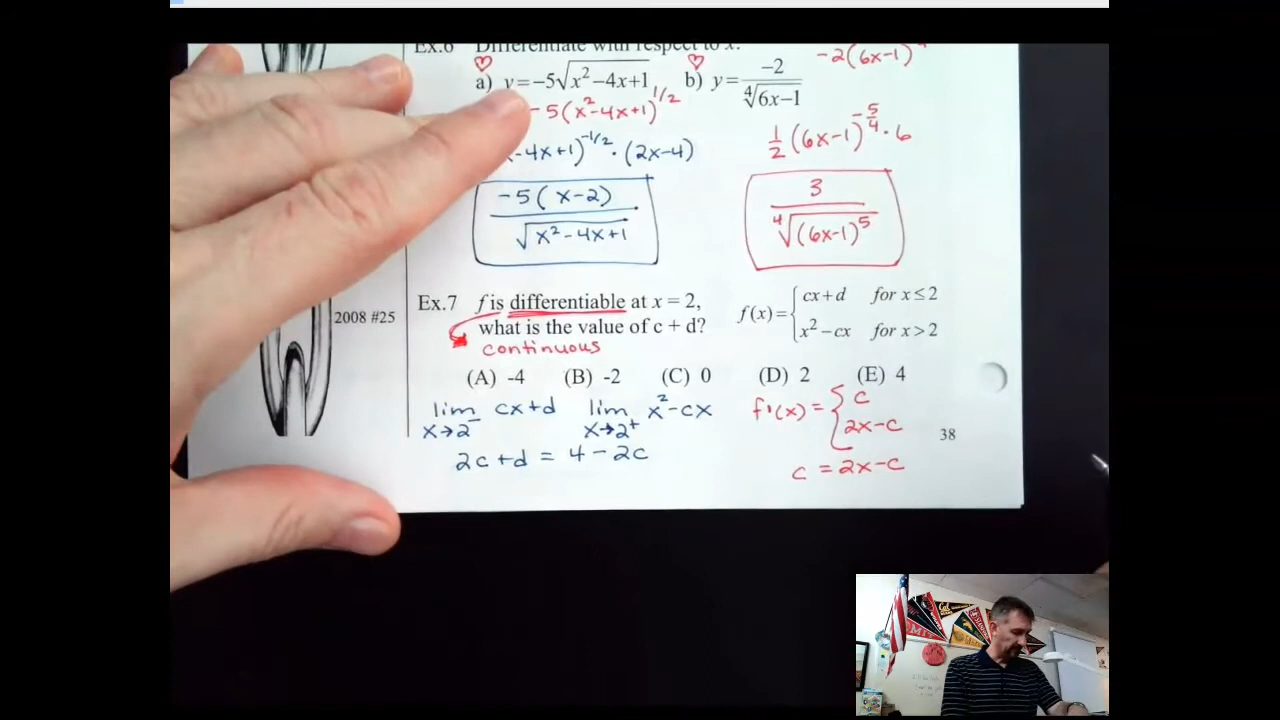 Ex.6 Differentiate with respect to x.
-2(6x-1)
a) y=-5√x²-4x+1
b) y= -2 / ⁴√6x-1
-5(x²-4x+1)^1/2
-4x+1)^-1/2 · (2x-4)
1/2 (6x-1)^-5/4 · 6
-5(x-2) / √x²-4x+1
3 / ⁴√(6x-1)⁵
2008 #25
Ex.7 f is differentiable at x = 2,
what is the value of c + d?
continuous
f(x)= { cx+d for x≤2
x²-cx for x>2
(A) -4 (B) -2 (C) 0 (D) 2 (E) 4
lim x→2⁻ cx+d lim x→2⁺ x²-cx
f'(x) = { c
2x-c
2c+d = 4-2c
c = 2x-c
38